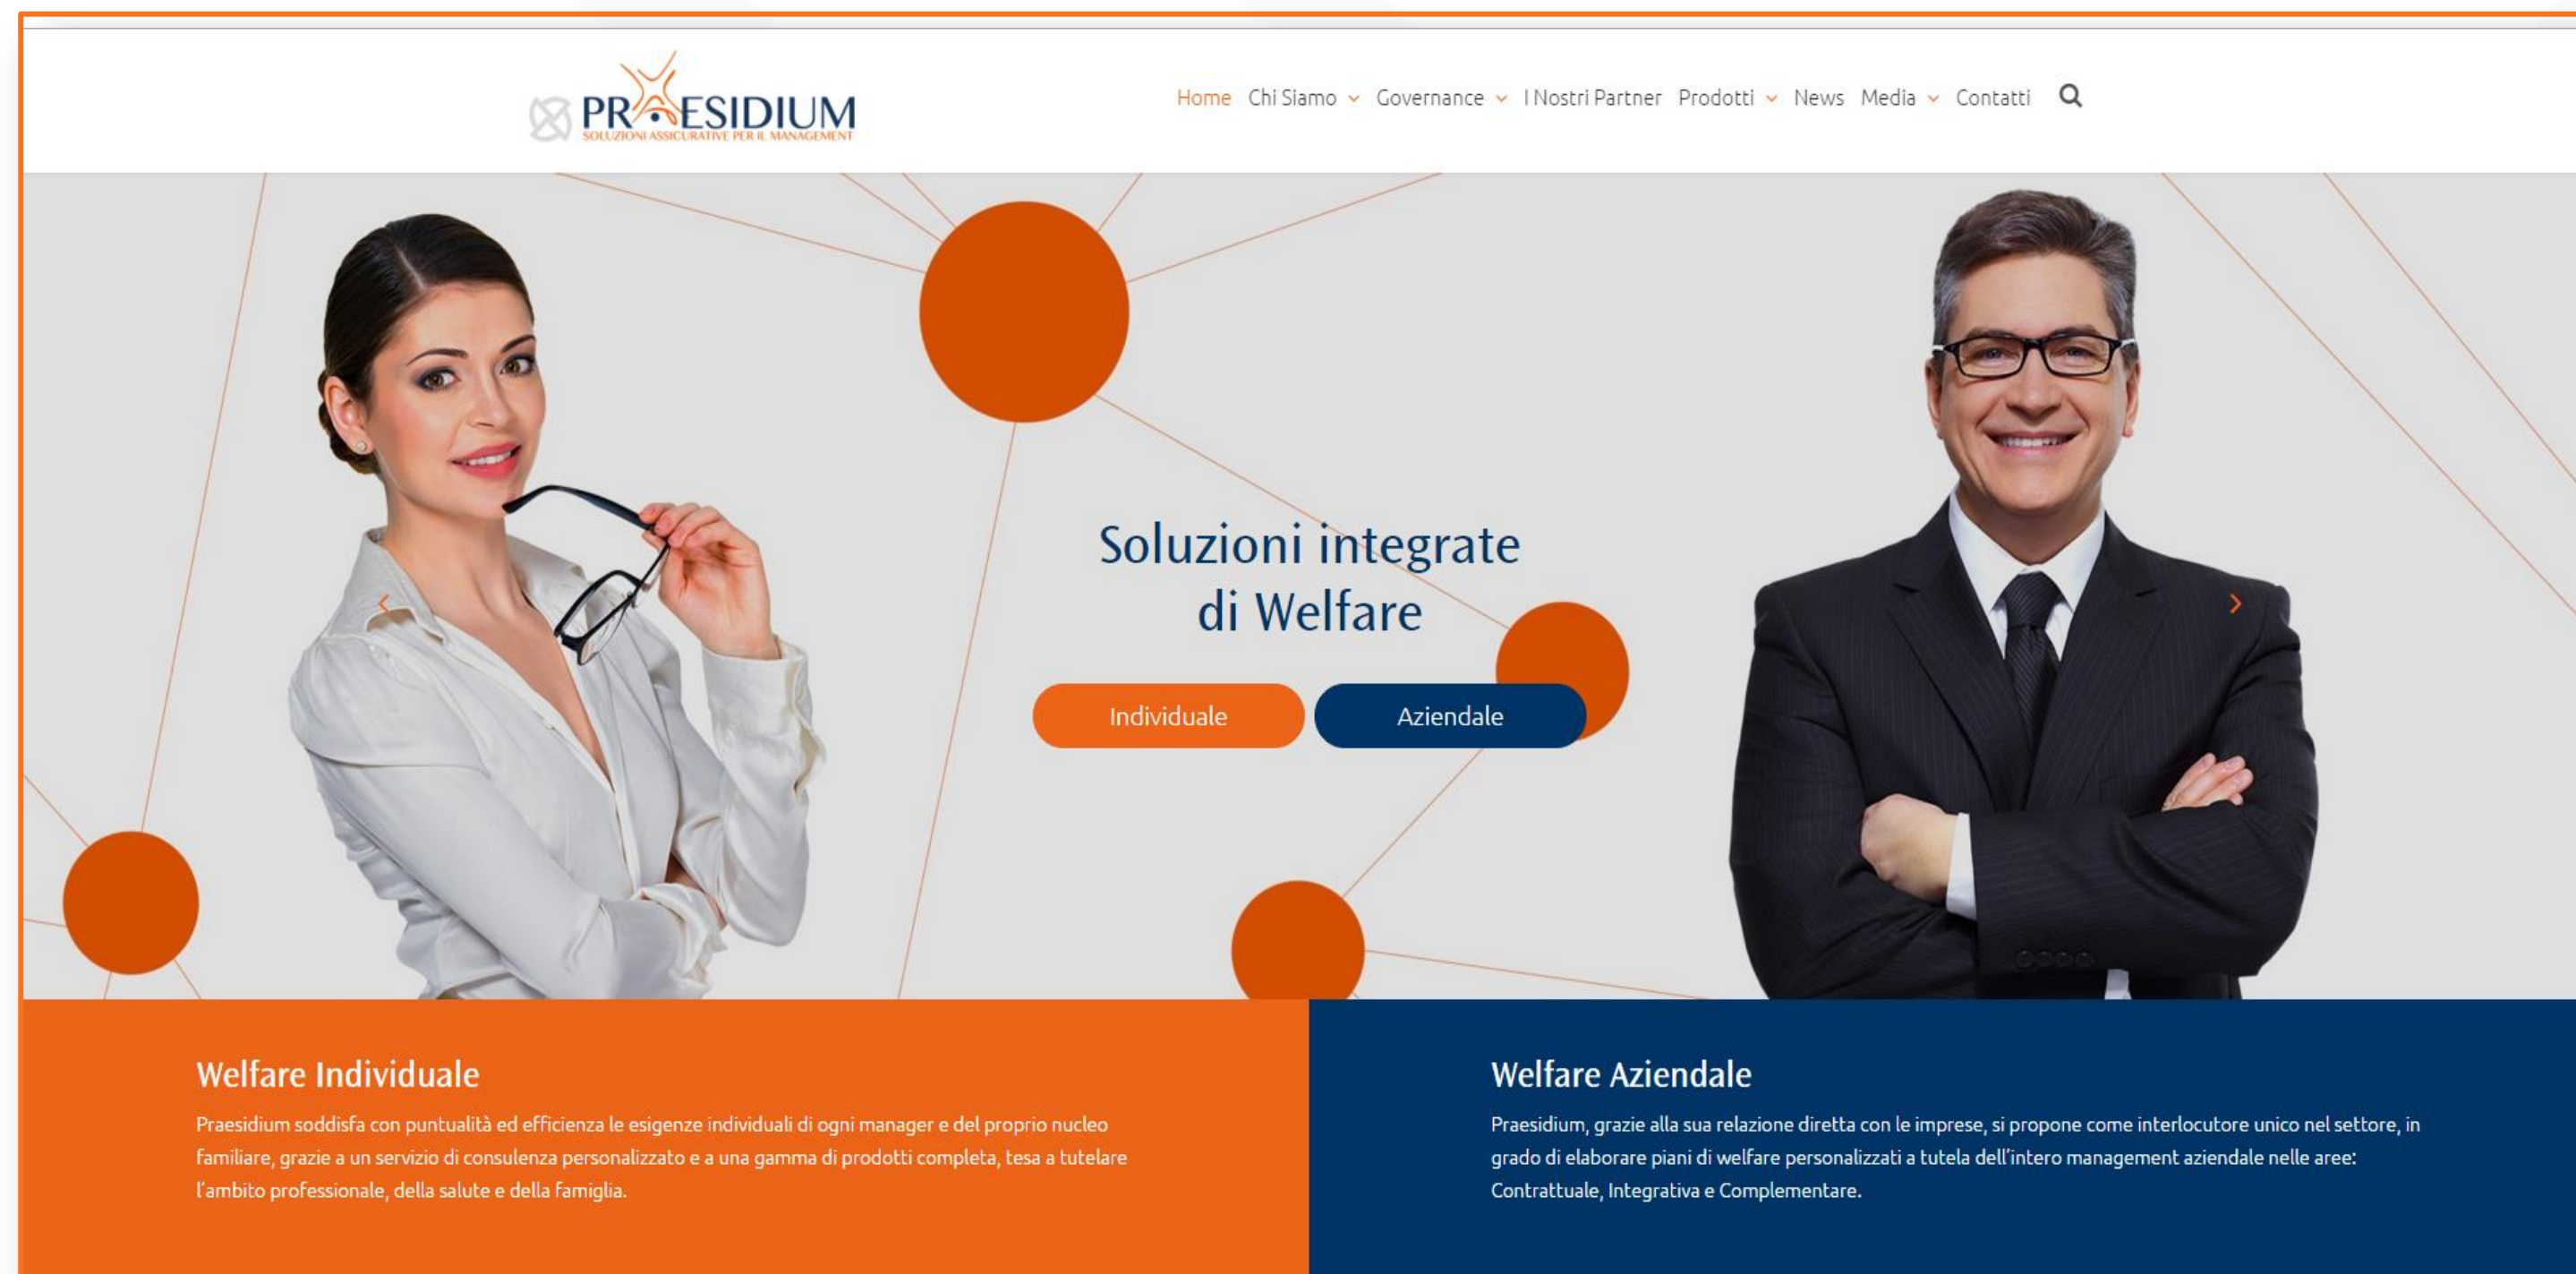 PRAESIDIUM
SOLUZIONI ASSICURATIVE PER IL MANAGEMENT
Home Chi Siamo Governance I Nostri Partner Prodotti News Media Contatti
Soluzioni integrate
di Welfare
Individuale Aziendale
Welfare Individuale
Praesidium soddisfa con puntualità ed efficienza le esigenze individuali di ogni manager e del proprio nucleo
familiare, grazie a un servizio di consulenza personalizzato e a una gamma di prodotti completa, tesa a tutelare
l'ambito professionale, della salute e della famiglia.
Welfare Aziendale
Praesidium, grazie alla sua relazione diretta con le imprese, si propone come interlocutore unico nel settore, in
grado di elaborare piani di welfare personalizzati a tutela dell'intero management aziendale nelle aree:
Contrattuale, Integrativa e Complementare.